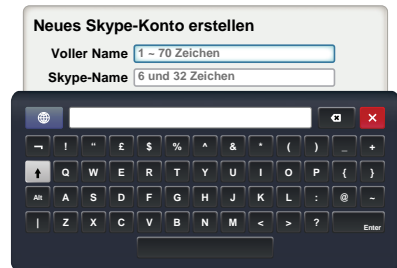 Neues Skype-Konto erstellen
Voller Name 1 ~ 70 Zeichen
Skype-Name 6 und 32 Zeichen
¬ ! " £ $ % ^ & * ( ) _ +
Q W E R T Y U I O P { }
Alt A S D F G H J K L : @ ~
| Z X C V B N M < > ? Enter